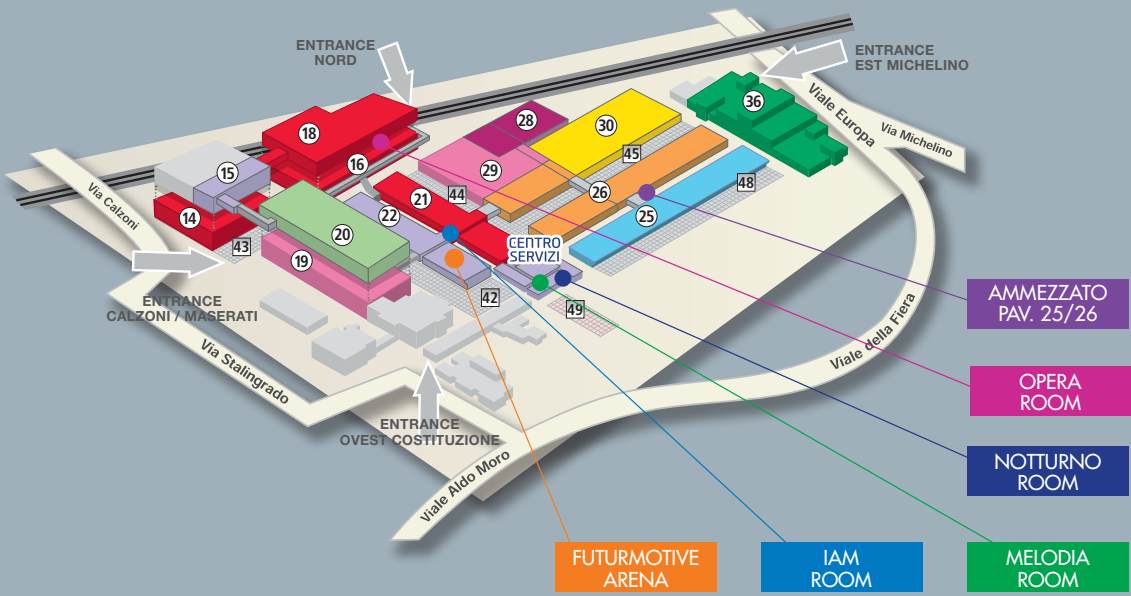 ENTRANCE
NORD
ENTRANCE
EST MICHELINO
Viale Europa
Via Michelino
36
28
30
18
29
45
16
15
26
48
21
44
25
14
22
20
43
19
CENTRO
SERVIZI
42
49
Via Calzoni
ENTRANCE
CALZONI / MASERATI
Via Stalingrado
ENTRANCE
OVEST COSTITUZIONE
Viale Aldo Moro
Viale della Fiera
AMMEZZATO
PAV. 25/26
OPERA
ROOM
NOTTURNO
ROOM
FUTURMOTIVE
ARENA
IAM
ROOM
MELODIA
ROOM